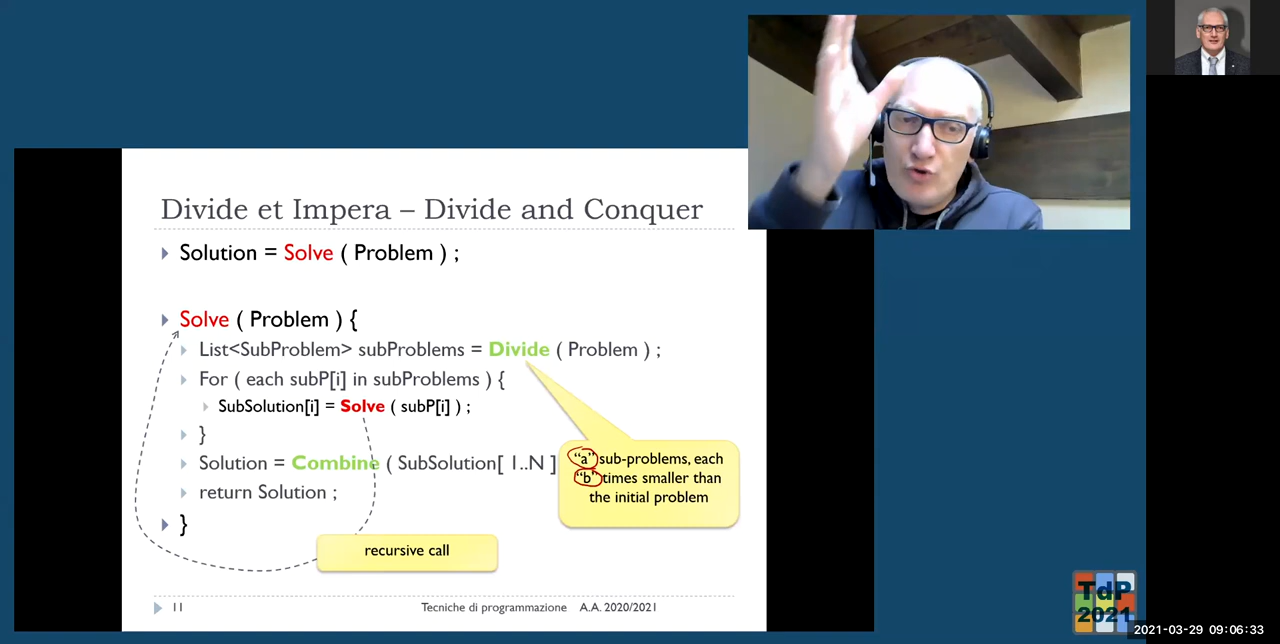 Divide et Impera – Divide and Conquer
Solution = Solve ( Problem ) ;
Solve ( Problem ) {
List<SubProblem> subProblems = Divide ( Problem ) ;
For ( each subP[i] in subProblems ) {
SubSolution[i] = Solve ( subP[i] ) ;
}
Solution = Combine ( SubSolution[ 1..N ]
return Solution ;
}
“a” sub-problems, each
“b” times smaller than
the initial problem
recursive call
11
Tecniche di programmazione A.A. 2020/2021
TdP
2021
2021-03-29 09:06:33